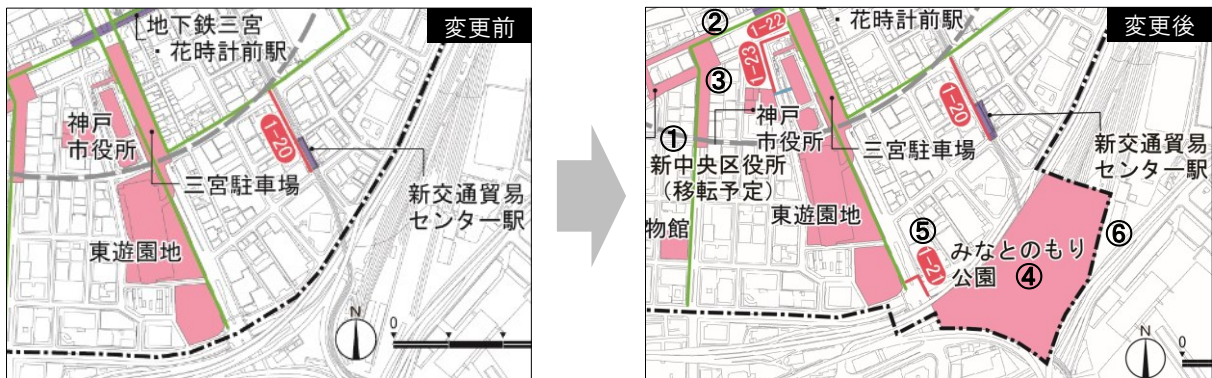 変更前
地下鉄三宮
・花時計前駅
神戸
市役所
1-20
三宮駐車場
新交通貿易
センター駅
東遊園地
N
0
変更後
②
1-22
・花時計前駅
③
1-23
1-20
神戸
市役所
①
新中央区役所
(移転予定)
三宮駐車場
新交通貿易
センター駅
物館
東遊園地
⑤
1-21
みなとのもり
公園
④
⑥
N
0